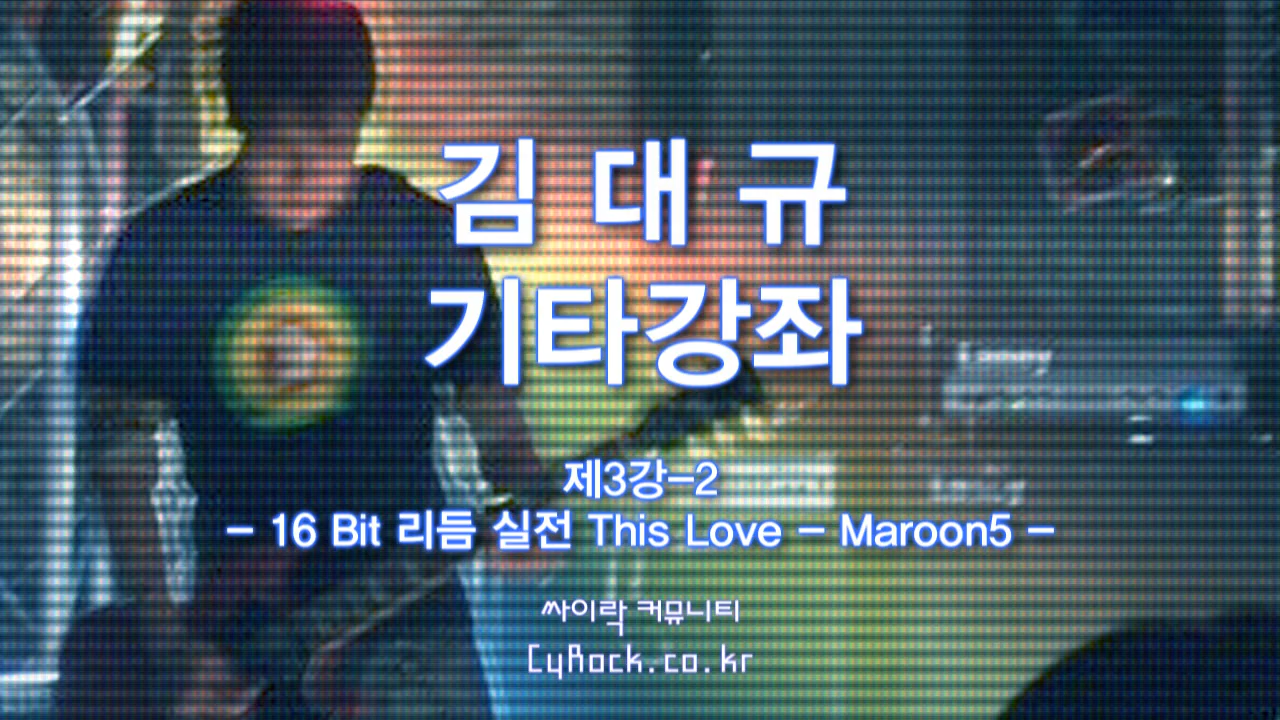 김 대 규
기타강좌
제3강-2
- 16 Bit 리듬 실전 This Love - Maroon5 -
싸이락 커뮤니티
CyRock.co.kr